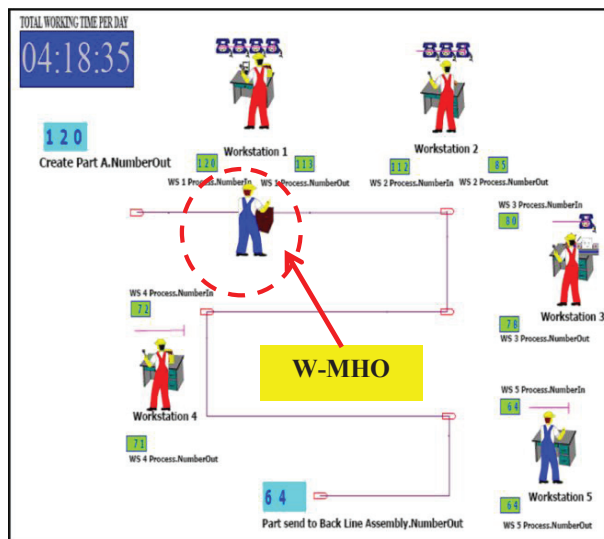 TOTAL WORKING TIME PER DAY
04:18:35
120
Create Part A.NumberOut
Workstation 1
120
113
WS 1 Process.NumberIn
WS 1 Process.NumberOut
Workstation 2
112
85
WS 2 Process.NumberIn
WS 2 Process.NumberOut
WS 3 Process.NumberIn
80
Workstation 3
78
WS 3 Process.NumberOut
WS 4 Process.NumberIn
72
Workstation 4
71
WS 4 Process.NumberOut
W-MHO
WS 5 Process.NumberIn
64
Workstation 5
64
WS 5 Process.NumberOut
64
Part send to Back Line Assembly.NumberOut